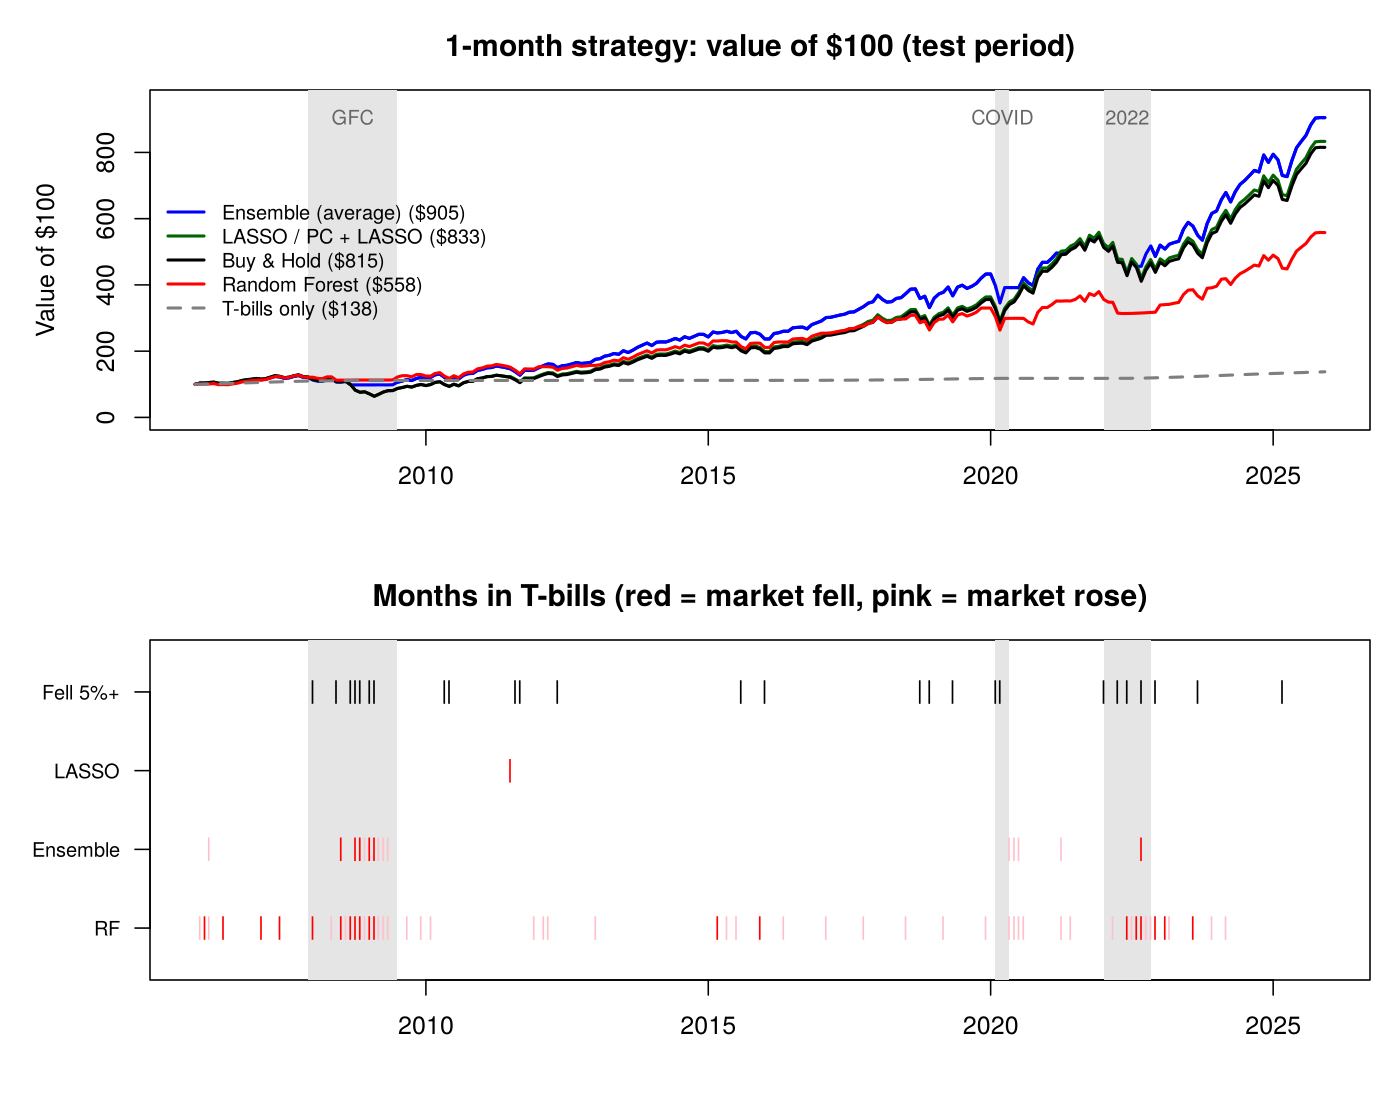 1-month strategy: value of $100 (test period)
GFC
COVID
2022
Value of $100
800
600
400
200
0
Ensemble (average) ($905)
LASSO / PC + LASSO ($833)
Buy & Hold ($815)
Random Forest ($558)
T-bills only ($138)
2010
2015
2020
2025
Months in T-bills (red = market fell, pink = market rose)
Fell 5%+
LASSO
Ensemble
RF
2010
2015
2020
2025